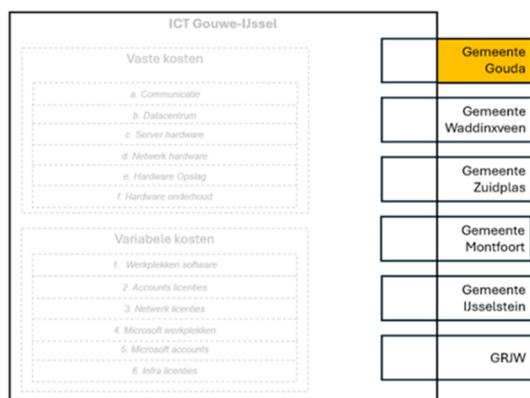 ICT Gouwe-IJssel
Vaste kosten
a. Communicatie
b. Datacentrum
c. Server hardware
d. Netwerk hardware
e. Hardware Opslag
f. Hardware onderhoud
Variabele kosten
1. Werkplekken software
2. Accounts licenties
3. Netwerk licenties
4. Microsoft werkplekken
5. Microsoft accounts
6. Infra licenties
Gemeente
Gouda
Gemeente
Waddinxveen
Gemeente
Zuidplas
Gemeente
Montfoort
Gemeente
IJsselstein
GRJW